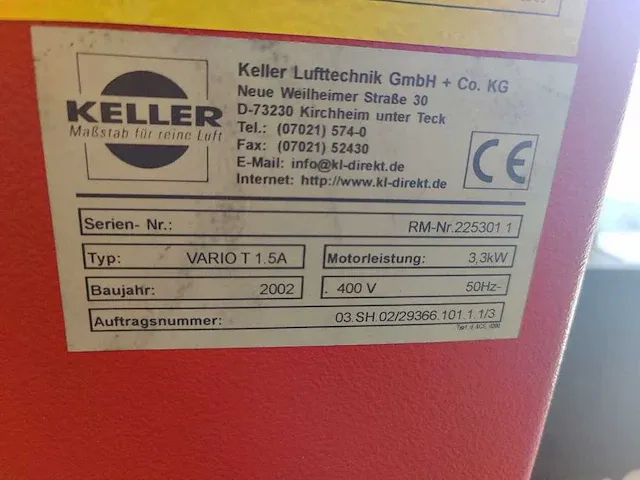 KELLER
Maßstab für reine Luft
Keller Lufttechnik GmbH + Co. KG
Neue Weilheimer Straße 30
D-73230 Kirchheim unter Teck
Tel.: (07021) 574-0
Fax: (07021) 52430
E-Mail: info@kl-direkt.de
Internet: http://www.kl-direkt.de
CE
Serien- Nr.: RM-Nr.225301 1
Typ: VARIO T 1.5A
Motorleistung: 3,3kW
Baujahr: 2002
400 V 50Hz-
Auftragsnummer: 03.SH.02/29366.101.1.1/3